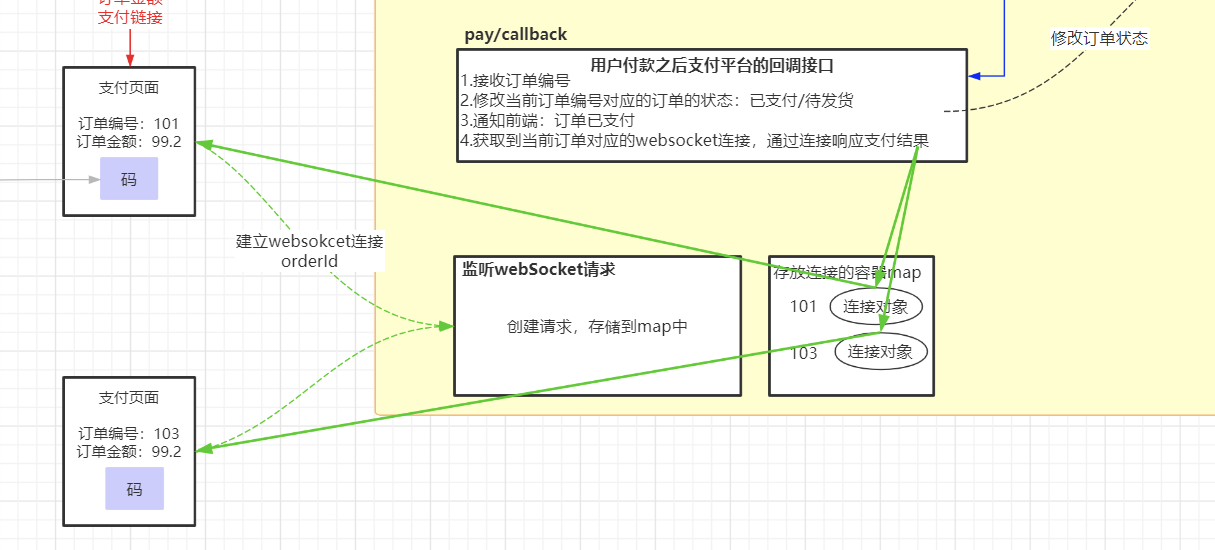 支付链接
支付页面
订单编号：101
订单金额：99.2
码
pay/callback
用户付款之后支付平台的回调接口
1.接收订单编号
2.修改当前订单编号对应的订单的状态：已支付/待发货
3.通知前端：订单已支付
4.获取到当前订单对应的websocket连接，通过连接响应支付结果
修改订单状态
建立websokcet连接
orderId
监听webSocket请求
创建请求，存储到map中
存放连接的容器map
101
连接对象
103
连接对象
支付页面
订单编号：103
订单金额：99.2
码